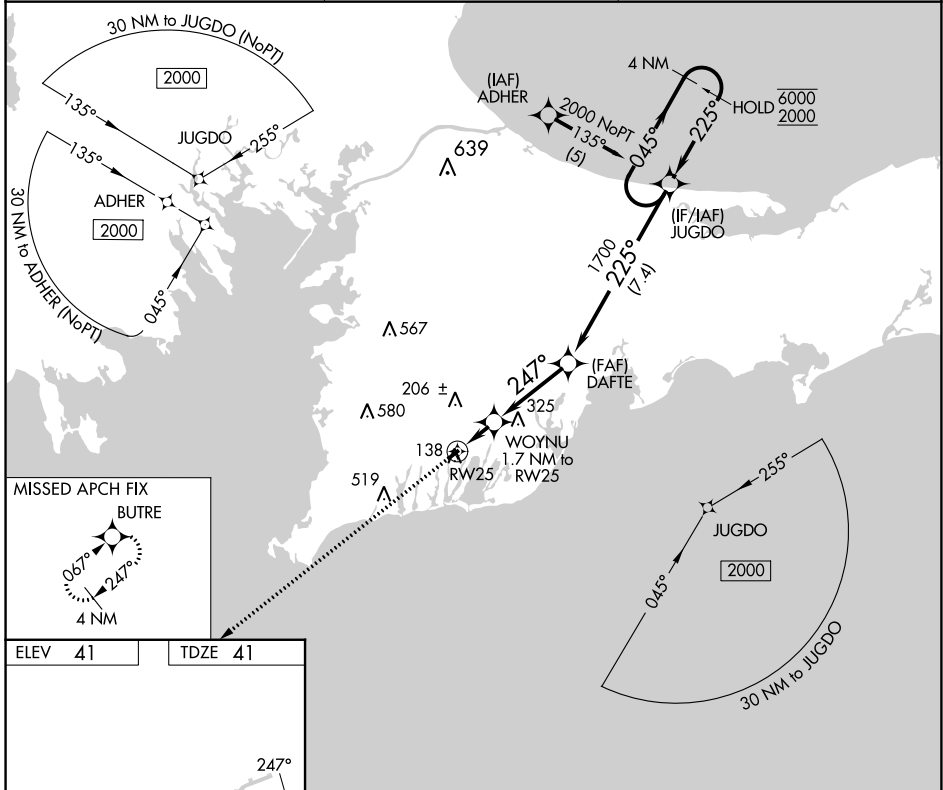 30 NM to JUGDO (NoPT)
2000
135°
JUGDO
255°
135°
ADHER
2000
30 NM to ADHER (NoPT)
045°
639
(IAF)
ADHER
2000 NoPT
135°
(5)
4 NM
045°
225°
HOLD 6000
2000
(IF/IAF)
JUGDO
1700
225°
(7.4)
567
247°
(FAF)
DAFTE
206 ±
580
325
WOYNU
1.7 NM to
RW25
138
RW25
519
MISSED APCH FIX
BUTRE
067°
247°
4 NM
255°
JUGDO
2000
045°
30 NM to JUGDO
ELEV 41
TDZE 41
247°